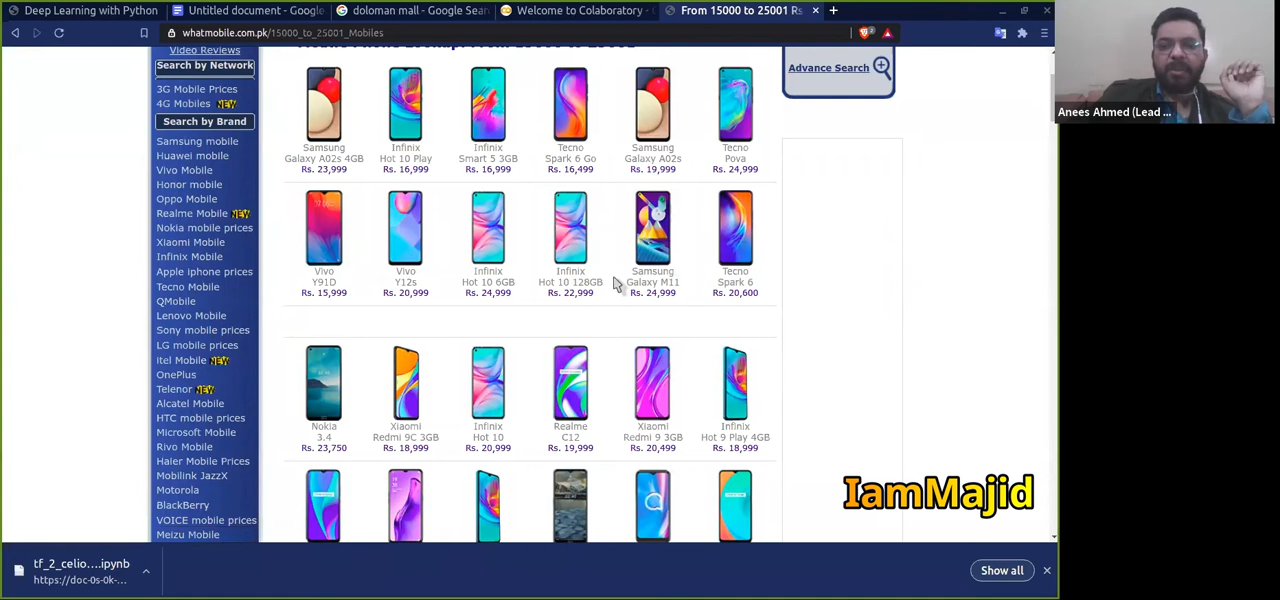 Deep Learning with Python
Untitled document - Google
doloman mall - Google Sear
Welcome to Colaboratory -
From 15000 to 25001 Rs
whatmobile.com.pk/15000_to_25001_Mobiles
Video Reviews
Search by Network
3G Mobile Prices
4G Mobiles NEW
Search by Brand
Samsung mobile
Huawei mobile
Vivo Mobile
Honor mobile
Oppo Mobile
Realme Mobile NEW
Nokia mobile prices
Xiaomi Mobile
Infinix Mobile
Apple iphone prices
Tecno Mobile
QMobile
Lenovo Mobile
Sony mobile prices
LG mobile prices
Itel Mobile NEW
OnePlus
Telenor NEW
Alcatel Mobile
HTC mobile prices
Microsoft Mobile
Rivo Mobile
Haier Mobile Prices
Mobilink JazzX
Motorola
BlackBerry
VOICE mobile prices
Meizu Mobile
Samsung
Galaxy A02s 4GB
Rs. 23,999
Infinix
Hot 10 Play
Rs. 16,999
Infinix
Smart 5 3GB
Rs. 16,999
Tecno
Spark 6 Go
Rs. 16,499
Samsung
Galaxy A02s
Rs. 19,999
Tecno
Pova
Rs. 24,999
Vivo
Y91D
Rs. 15,999
Vivo
Y12s
Rs. 20,999
Infinix
Hot 10 6GB
Rs. 24,999
Infinix
Hot 10 128GB
Rs. 22,999
Samsung
Galaxy M11
Rs. 24,999
Tecno
Spark 6
Rs. 20,600
Nokia
3.4
Rs. 23,750
Xiaomi
Redmi 9C 3GB
Rs. 18,999
Infinix
Hot 10
Rs. 20,999
Realme
C12
Rs. 19,999
Xiaomi
Redmi 9 3GB
Rs. 20,499
Infinix
Hot 9 Play 4GB
Rs. 18,999
Advance Search
Anees Ahmed (Lead ...
IamMajid
tf_2_celio....ipynb
https://doc-0s-0k-...
Show all